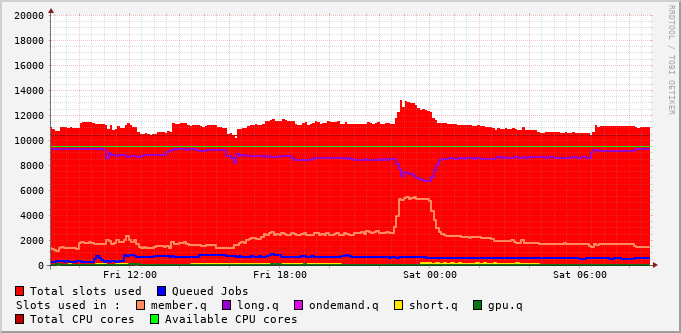 20000
18000
16000
14000
12000
10000
8000
6000
4000
2000
0
Fri 12:00 Fri 18:00 Sat 00:00 Sat 06:00
RRDTOOL / TOBI OETIKER
Total slots used Queued Jobs
Slots used in : member.q long.q ondemand.q short.q gpu.q
Total CPU cores Available CPU cores